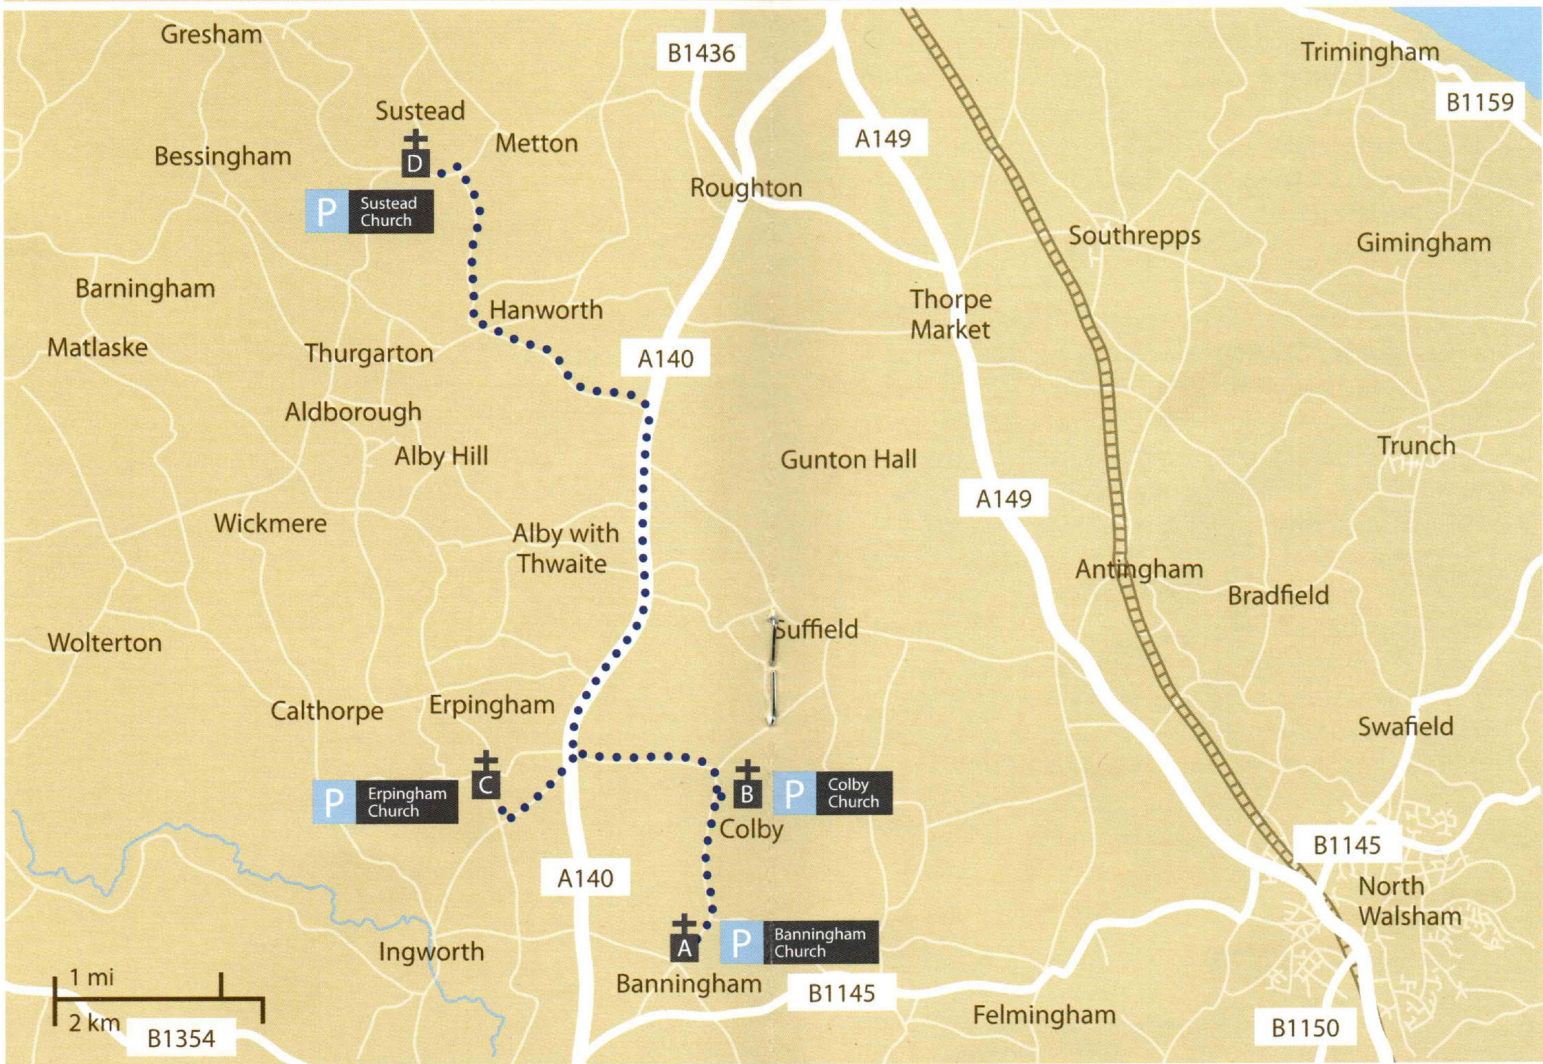 Gresham
B1436
Trimingham
B1159
Sustead
D
Metton
A149
Bessingham
P
Sustead
Church
Roughton
Southrepps
Gimingham
Barningham
Hanworth
Thorpe
Market
Matlaske
Thurgarton
A140
Aldborough
Alby Hill
Gunton Hall
Trunch
A149
Wickmere
Alby with
Thwaite
Antingham
Bradfield
Wolterton
Suffield
Calthorpe
Erpingham
Swafield
C
P
Erpingham
Church
B
P
Colby
Church
Colby
B1145
A140
North
Walsham
A
P
Banningham
Church
Ingworth
Banningham
B1145
Felmingham
B1150
1 mi
2 km
B1354